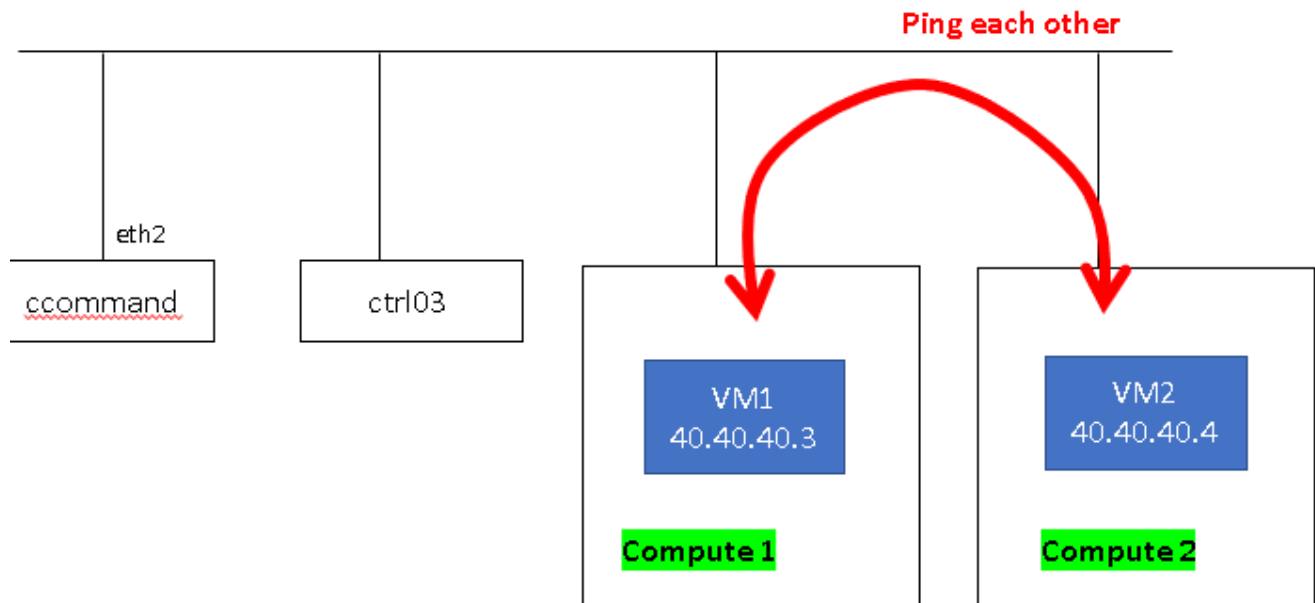 Ping each other
eth2
ccommand
ctrl03
VM1
40.40.40.3
VM2
40.40.40.4
Compute 1
Compute 2